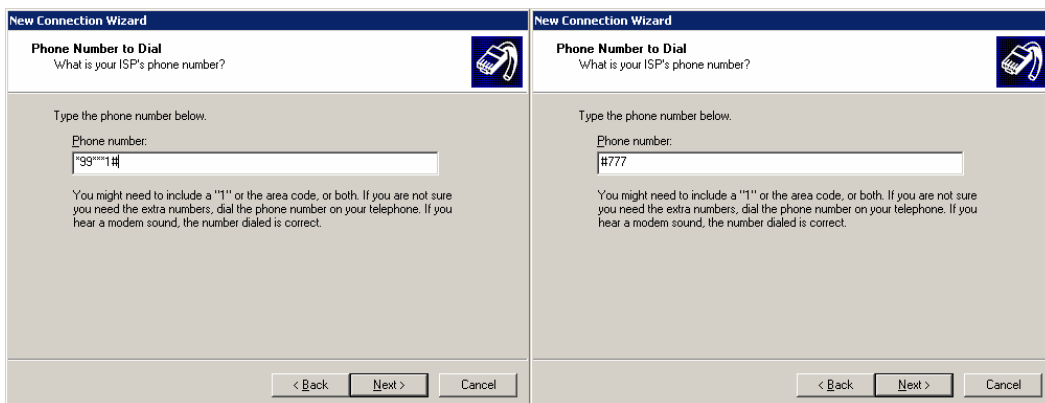 New Connection Wizard
Phone Number to Dial
What is your ISP's phone number?
Type the phone number below.
Phone number:
*99***1#
You might need to include a "1" or the area code, or both. If you are not sure
you need the extra numbers, dial the phone number on your telephone. If you
hear a modem sound, the number dialed is correct.
< Back
Next >
Cancel
New Connection Wizard
Phone Number to Dial
What is your ISP's phone number?
Type the phone number below.
Phone number:
#777
You might need to include a "1" or the area code, or both. If you are not sure
you need the extra numbers, dial the phone number on your telephone. If you
hear a modem sound, the number dialed is correct.
< Back
Next >
Cancel